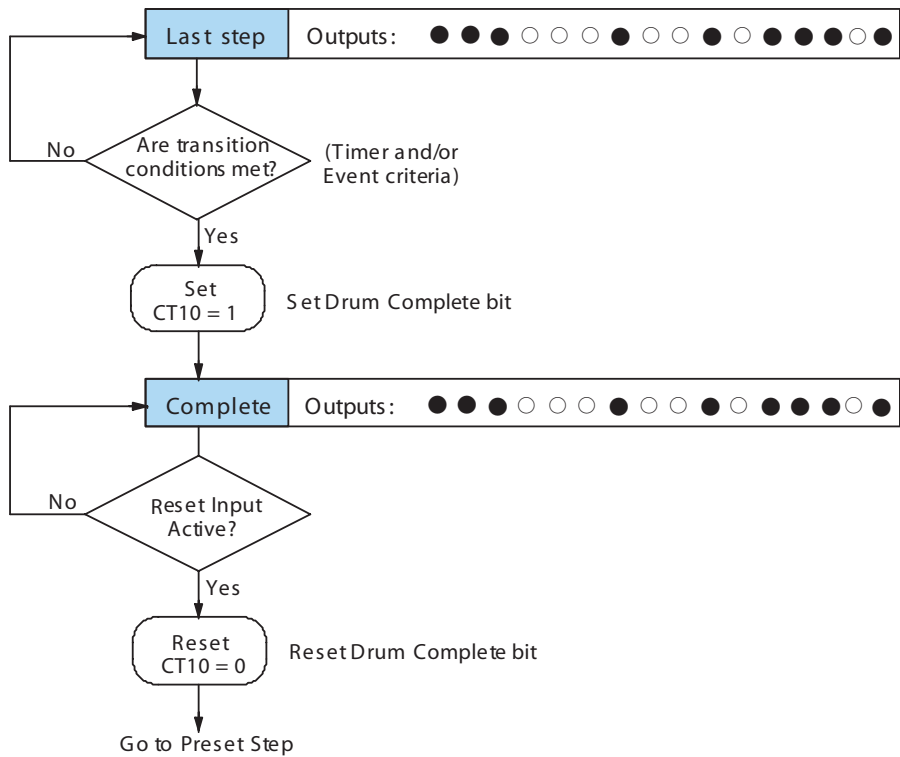 Last step Outputs:
Are transition
conditions met?
No
(Timer and/or
Event criteria)
Yes
Set
CT10 = 1
Set Drum Complete bit
Complete Outputs:
Reset Input
Active?
No
Yes
Reset
CT10 = 0
Reset Drum Complete bit
Go to Preset Step